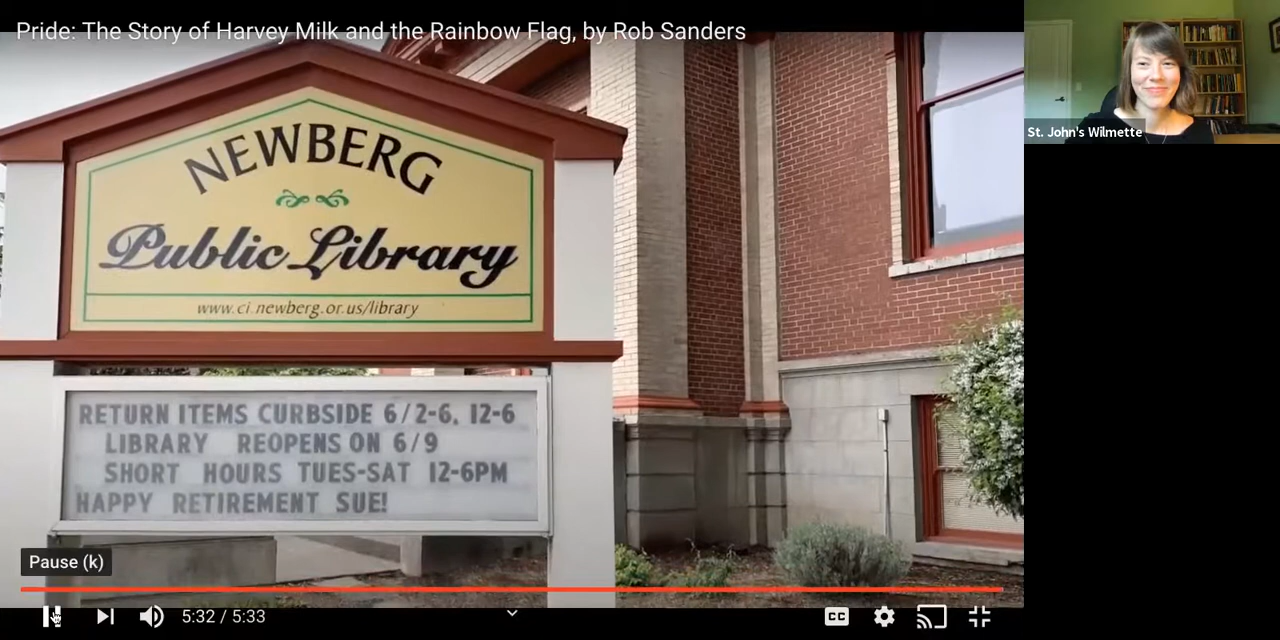 Pride: The Story of Harvey Milk and the Rainbow Flag, by Rob Sanders
St. John's Wilmette
NEWBERG
Public Library
www.ci.newberg.or.us/library
RETURN ITEMS CURBSIDE 6/2-6, 12-6
LIBRARY REOPENS ON 6/9
SHORT HOURS TUES-SAT 12-6PM
HAPPY RETIREMENT SUE!
Pause (k)
5:32 / 5:33
CC